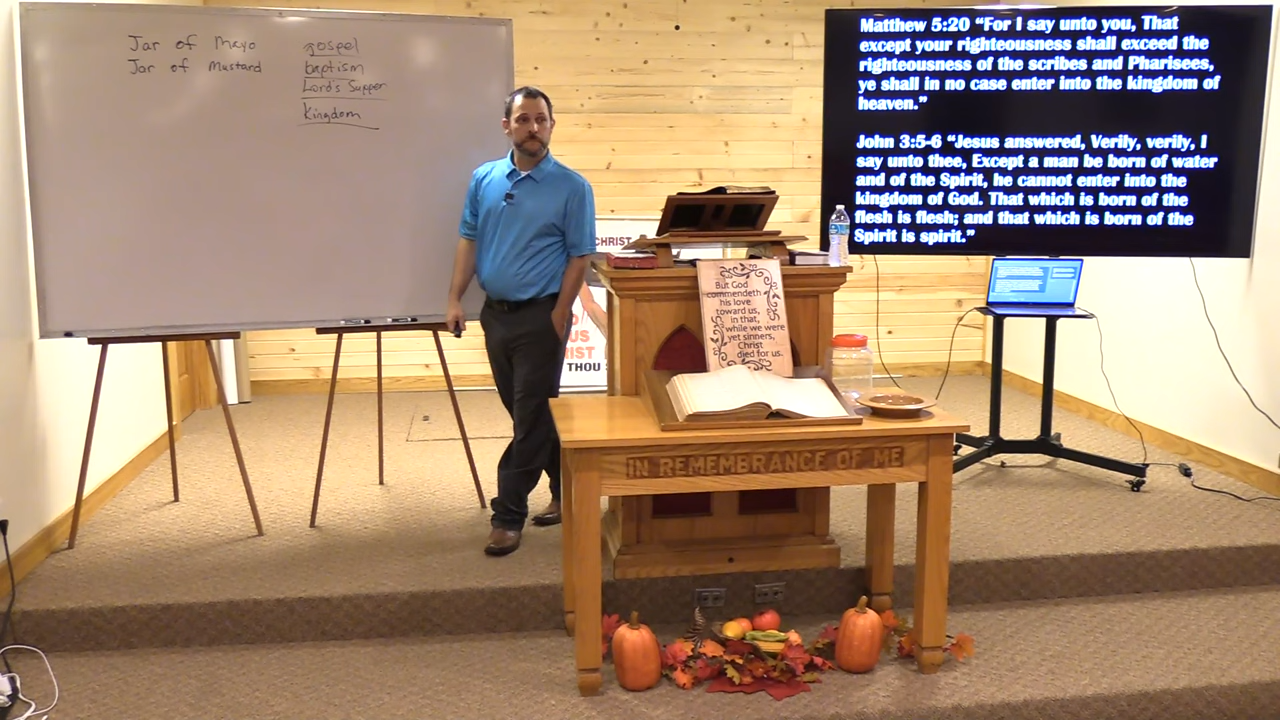 Jar of Mayo
Jar of Mustard
gospel
baptism
Lord's Supper
Kingdom
Matthew 5:20 “For I say unto you, That
except your righteousness shall exceed the
righteousness of the scribes and Pharisees,
ye shall in no case enter into the kingdom of
heaven.”
John 3:5-6 “Jesus answered, Verily, verily, I
say unto thee, Except a man be born of water
and of the Spirit, he cannot enter into the
kingdom of God. That which is born of the
flesh is flesh; and that which is born of the
Spirit is spirit.”
CHRIST
US
IST
THOU
But God
commendeth
his love
toward us,
in that,
while we were
yet sinners,
Christ
died for us.
IN REMEMBRANCE OF ME